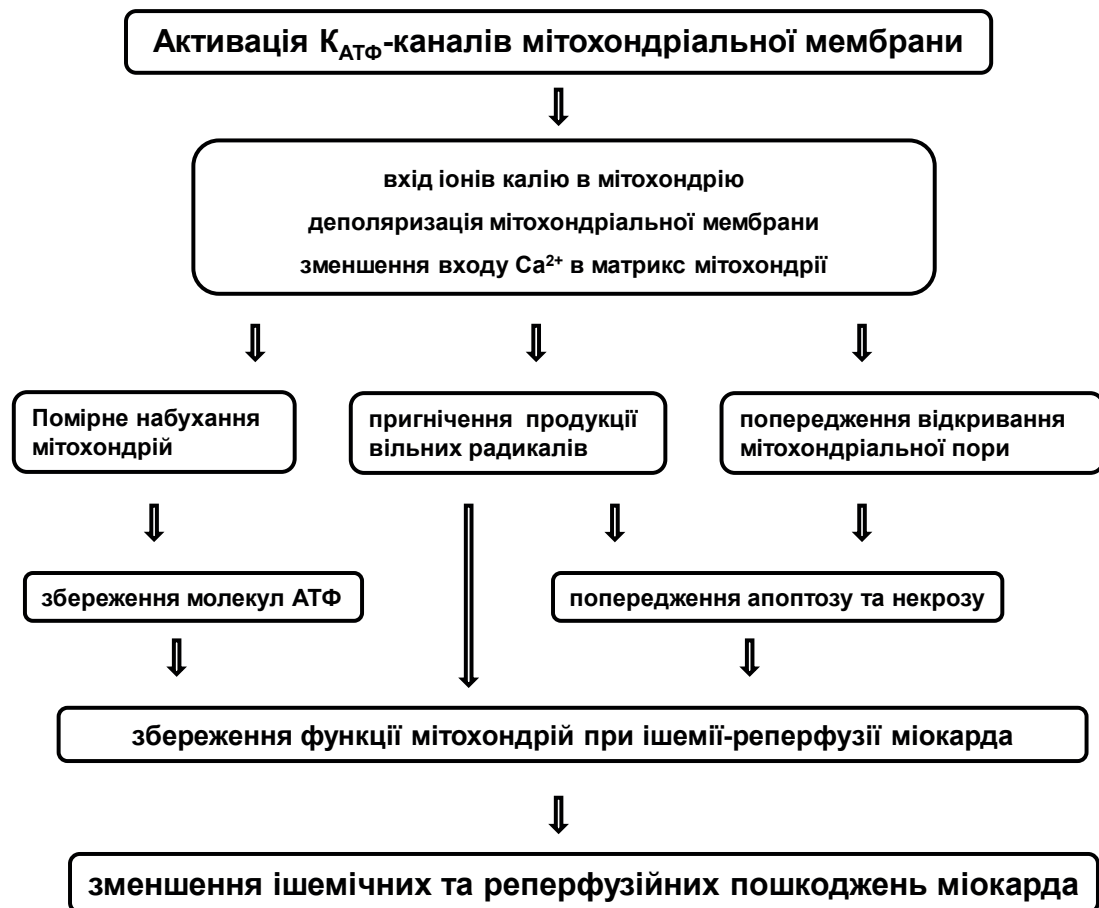 Активація KАТФ-каналів мітохондріальної мембрани
вхід іонів калію в мітохондрію
деполяризація мітохондріальної мембрани
зменшення входу Ca²⁺ в матрикс мітохондрії
Помірне набухання
мітохондрій
пригнічення продукції
вільних радикалів
попередження відкривання
мітохондріальної пори
збереження молекул АТФ
попередження апоптозу та некрозу
збереження функції мітохондрій при ішемії-реперфузії міокарда
зменшення ішемічних та реперфузійних пошкоджень міокарда